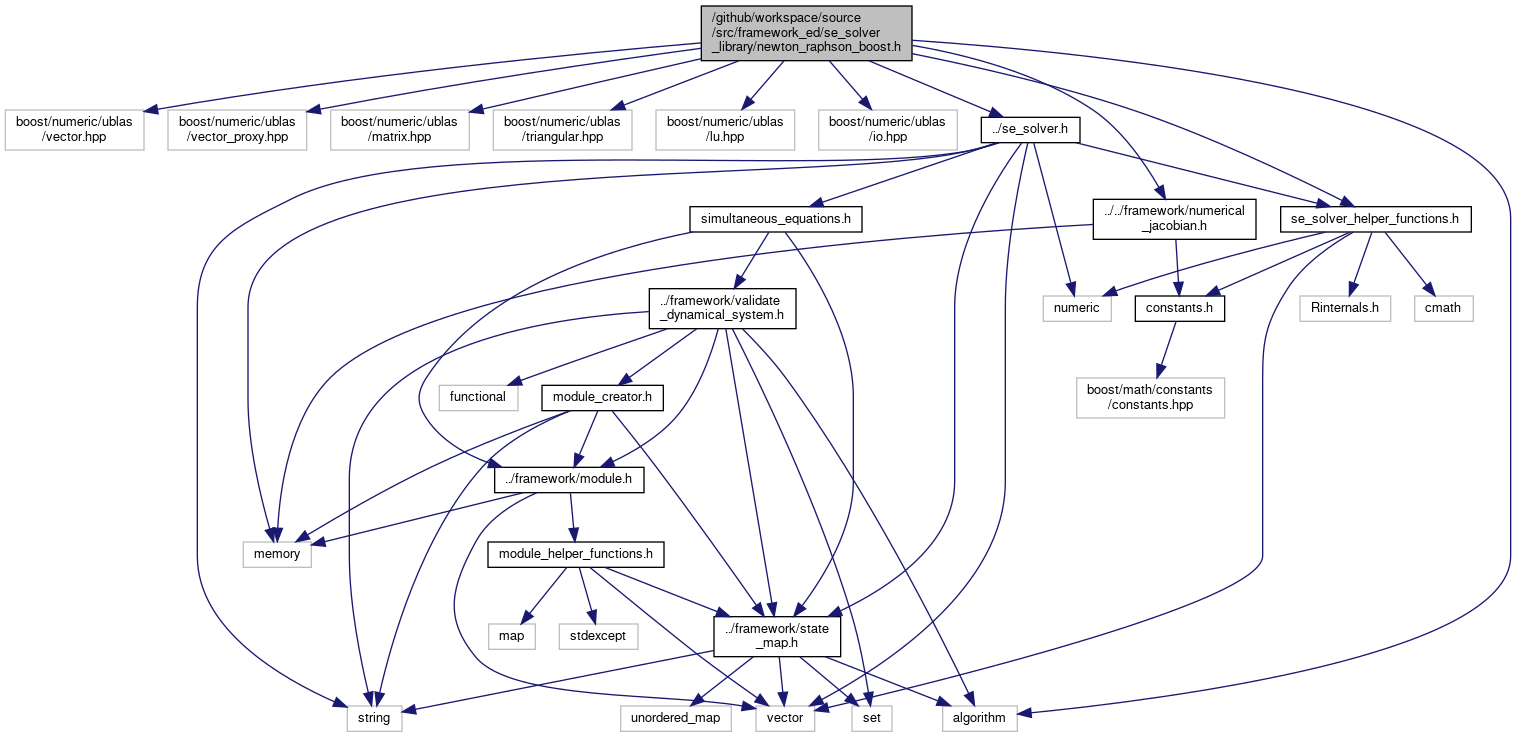 /github/workspace/source
/src/framework_ed/se_solver
_library/newton_raphson_boost.h
boost/numeric/ublas
/vector.hpp
boost/numeric/ublas
/vector_proxy.hpp
boost/numeric/ublas
/matrix.hpp
boost/numeric/ublas
/triangular.hpp
boost/numeric/ublas
/lu.hpp
boost/numeric/ublas
/io.hpp
../se_solver.h
simultaneous_equations.h
../../framework/numerical
_jacobian.h
se_solver_helper_functions.h
../framework/validate
_dynamical_system.h
numeric
constants.h
Rinternals.h
cmath
functional
module_creator.h
boost/math/constants
/constants.hpp
../framework/module.h
memory
module_helper_functions.h
map
stdexcept
../framework/state
_map.h
string
unordered_map
vector
set
algorithm